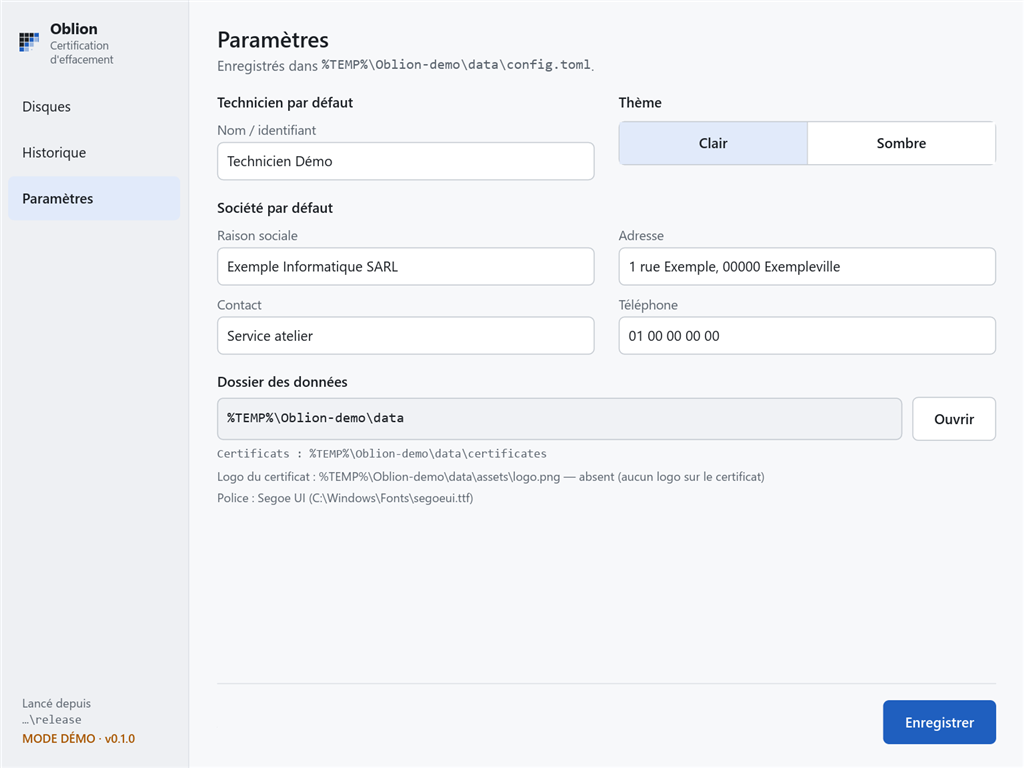 Oblion
Certification
d'effacement
Disques
Historique
Paramètres
Lancé depuis
…\release
MODE DÉMO · v0.1.0
Paramètres
Enregistrés dans %TEMP%\Oblion-demo\data\config.toml.
Technicien par défaut
Nom / identifiant
Technicien Démo
Thème
Clair
Sombre
Société par défaut
Raison sociale
Exemple Informatique SARL
Adresse
1 rue Exemple, 00000 Exempleville
Contact
Service atelier
Téléphone
01 00 00 00 00
Dossier des données
%TEMP%\Oblion-demo\data
Ouvrir
Certificats : %TEMP%\Oblion-demo\data\certificates
Logo du certificat : %TEMP%\Oblion-demo\data\assets\logo.png — absent (aucun logo sur le certificat)
Police : Segoe UI (C:\Windows\Fonts\segoeui.ttf)
Enregistrer